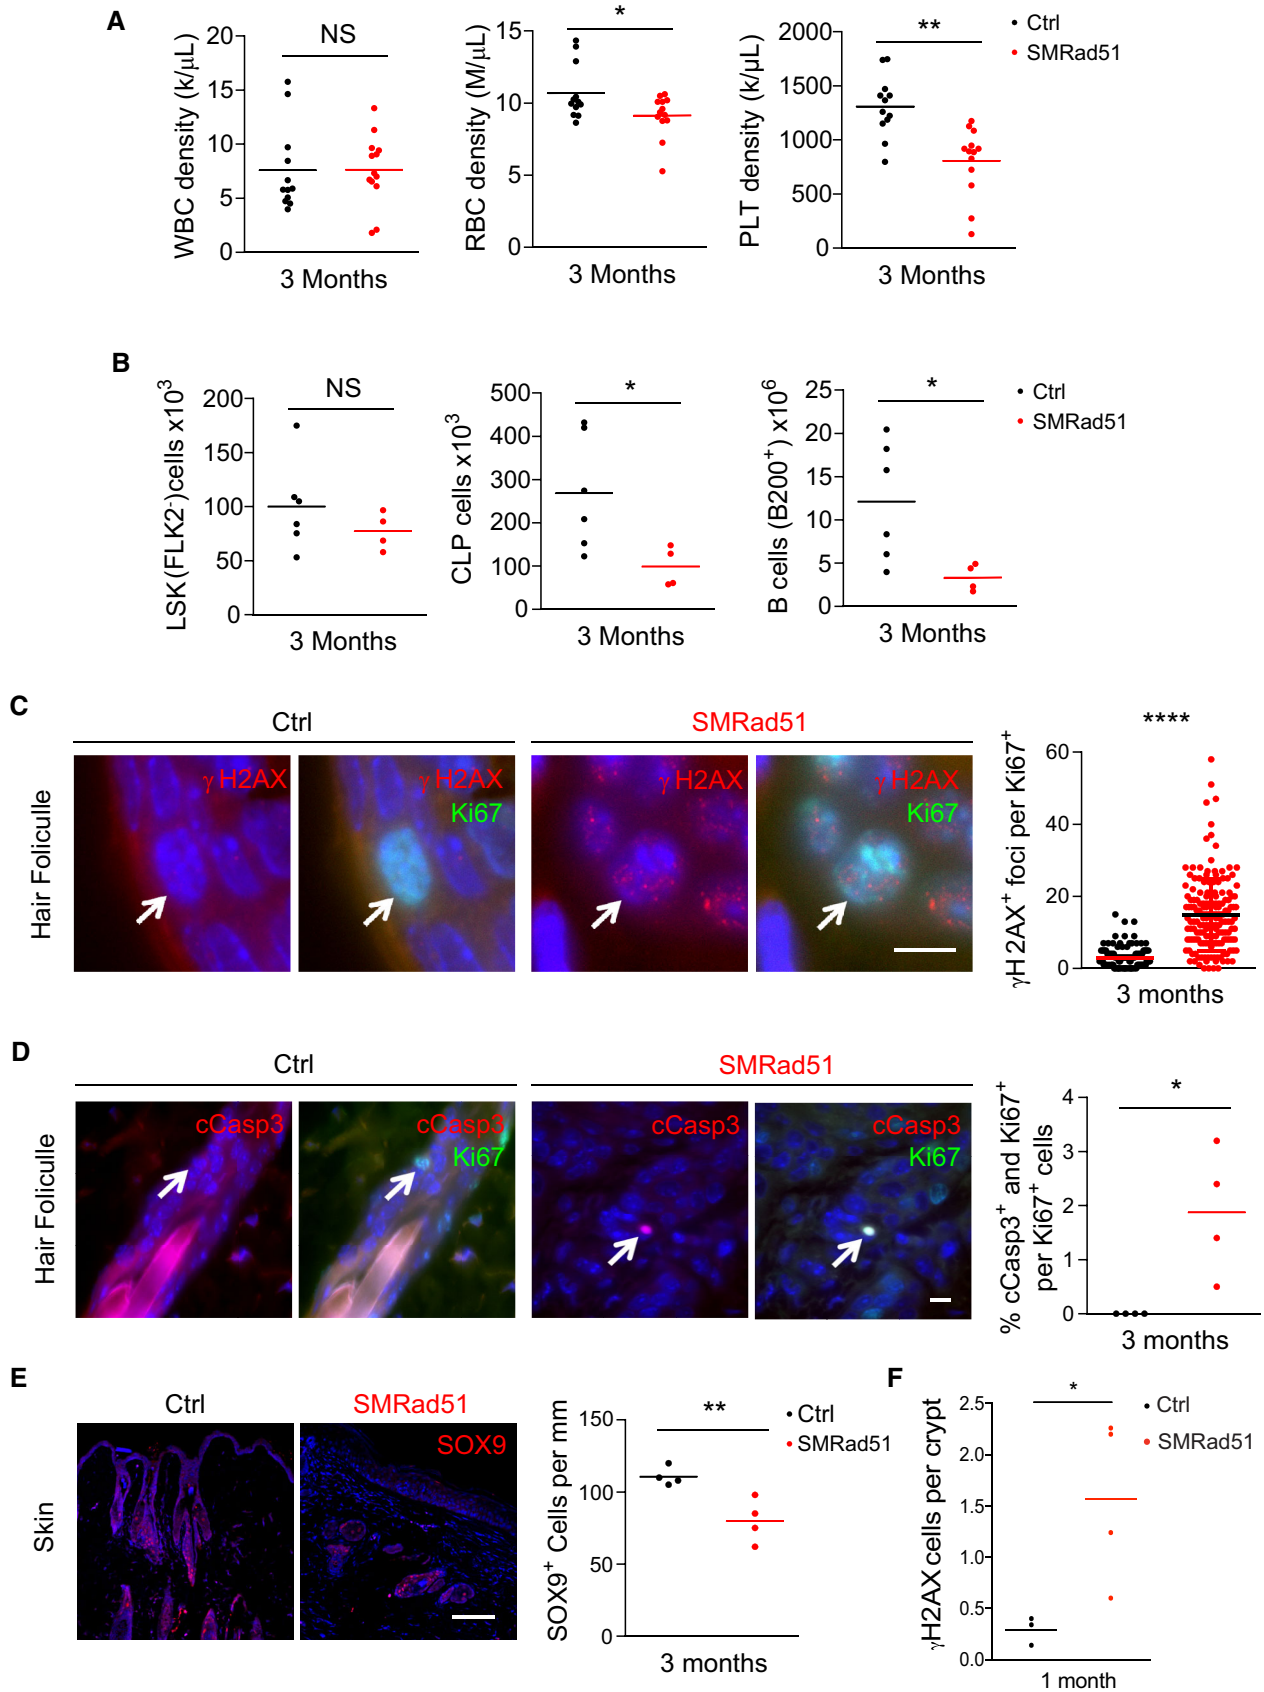 A
WBC density (k/μL)
20
15
10
5
0
NS
3 Months
RBC density (M/μL)
15
10
5
0
*
3 Months
PLT density (k/μL)
2000
1500
1000
500
0
**
3 Months
Ctrl
SMRad51
B
LSK(FLK2-)cells x10³
200
150
100
50
0
NS
3 Months
CLP cells x10³
500
400
300
200
100
0
*
3 Months
B cells (B200⁺) x10⁶
25
20
15
10
5
0
*
3 Months
Ctrl
SMRad51
C
Ctrl
SMRad51
Hair Folicule
γH2AX
γH2AX
Ki67
γH2AX
γH2AX
Ki67
****
γH2AX⁺ foci per Ki67⁺
60
40
20
0
3 months
D
Ctrl
SMRad51
Hair Foliculle
cCasp3
cCasp3
Ki67
cCasp3
cCasp3
Ki67
% cCasp3⁺ and Ki67⁺
per Ki67⁺ cells
4
3
2
1
0
*
3 months
E
Ctrl
SMRad51
Skin
SOX9
SOX9⁺ Cells per mm
150
100
50
0
**
3 months
Ctrl
SMRad51
F
γH2AX cells per crypt
2.5
2.0
1.5
1.0
0.5
0.0
*
1 month
Ctrl
SMRad51